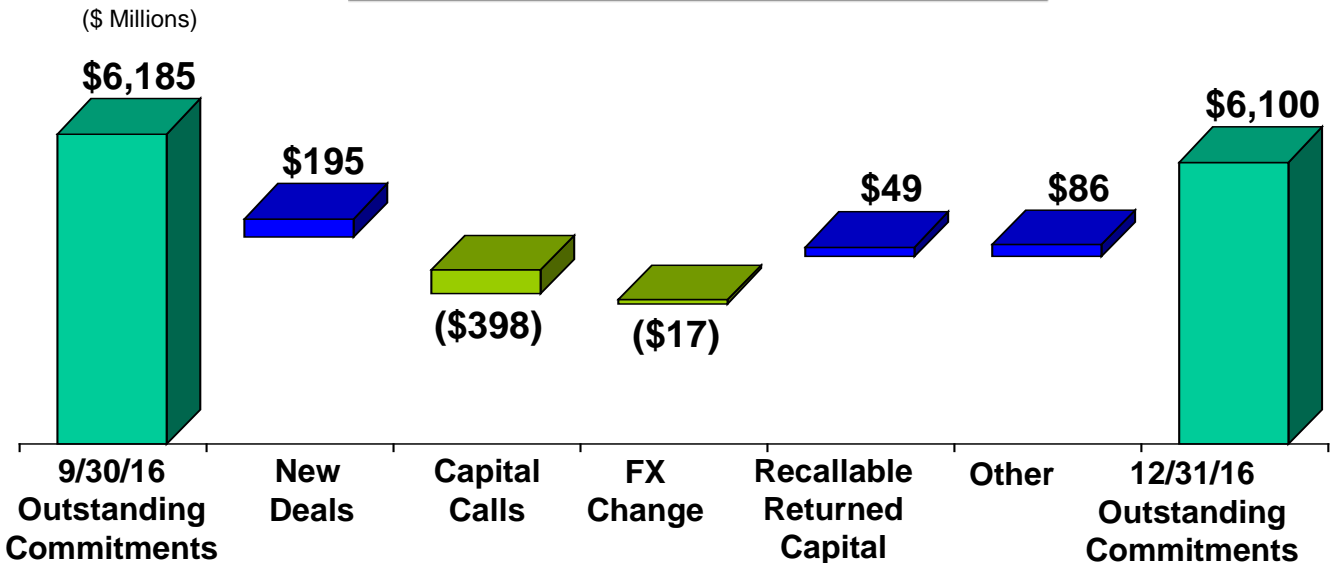 ($ Millions)
$6,185
$195
($398)
($17)
$49
$86
$6,100
9/30/16
Outstanding
Commitments
New
Deals
Capital
Calls
FX
Change
Recallable
Returned
Capital
Other
12/31/16
Outstanding
Commitments